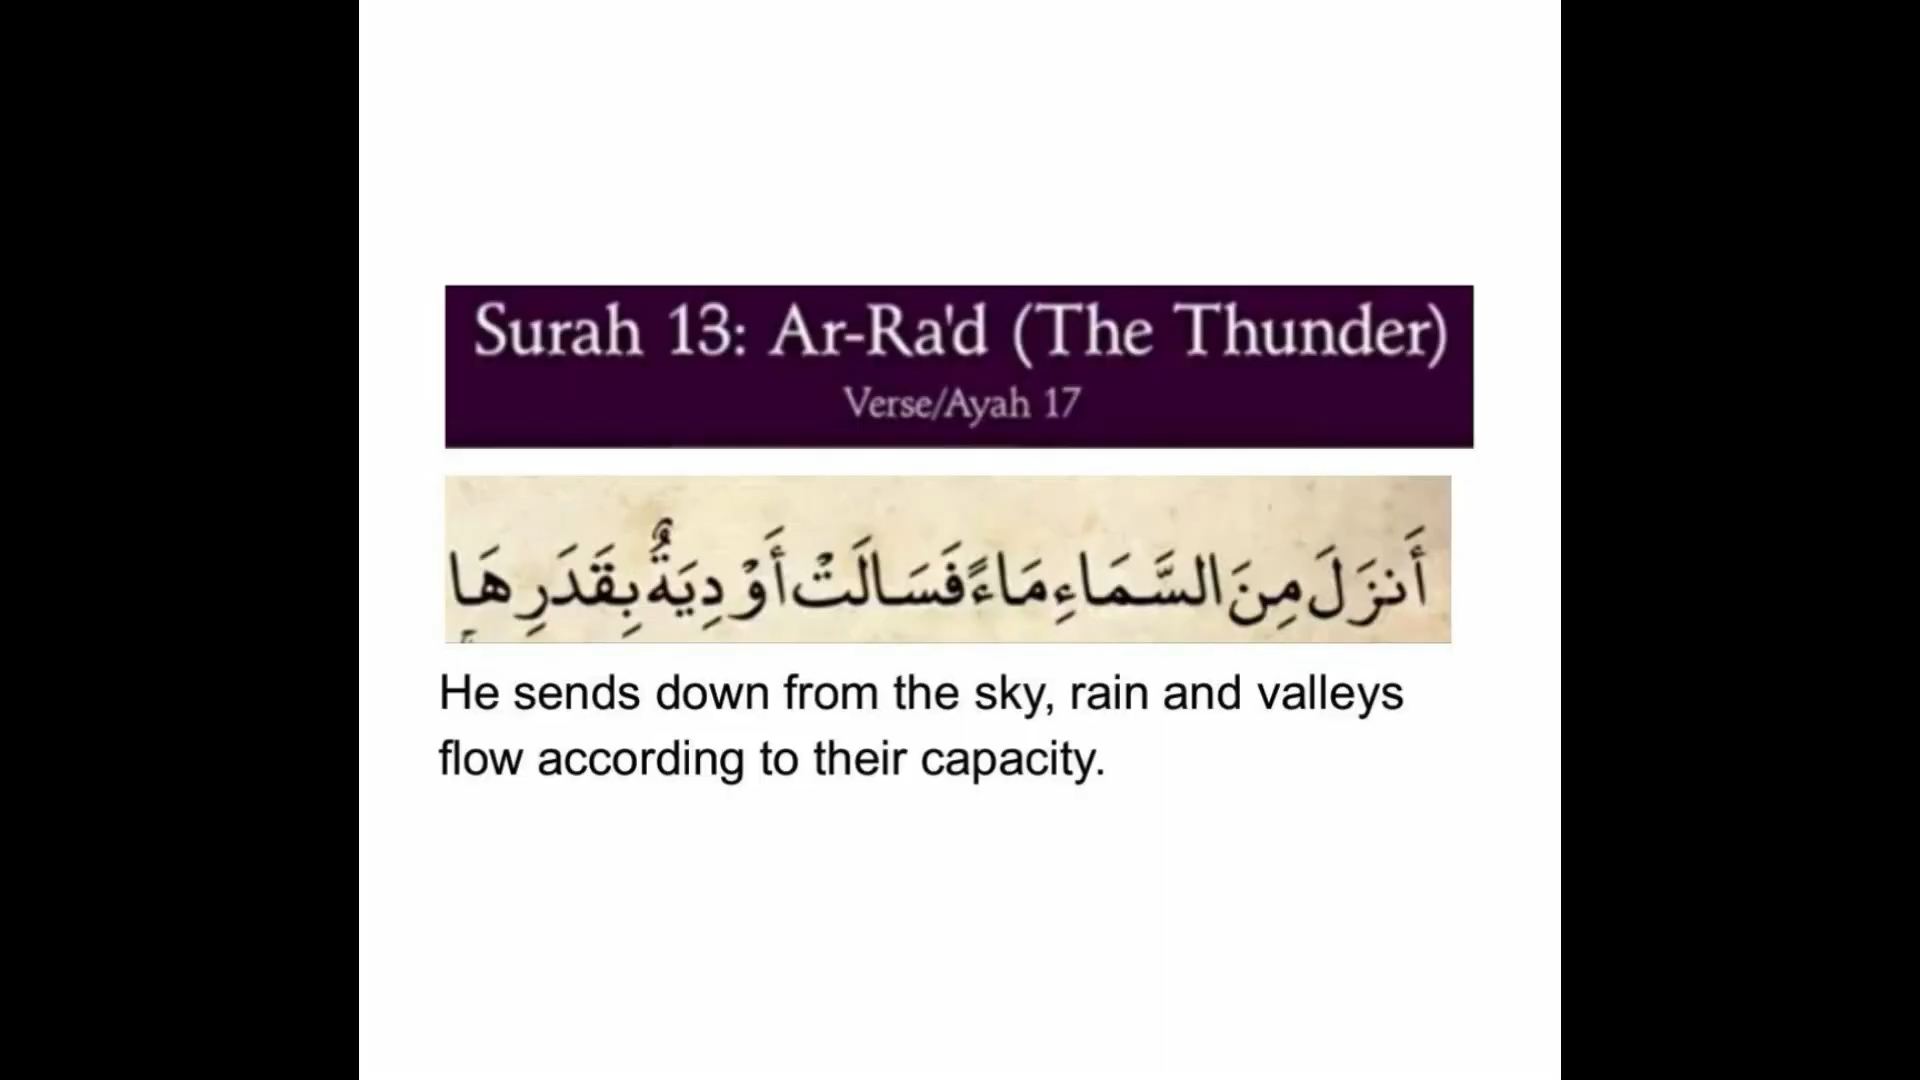 Surah 13: Ar-Ra'd (The Thunder)
Verse/Ayah 17
أَنزَلَ مِنَ السَّمَاءِ مَاءً فَسَالَتْ أَوْدِيَةٌ بِقَدَرِهَا
He sends down from the sky, rain and valleys
flow according to their capacity.